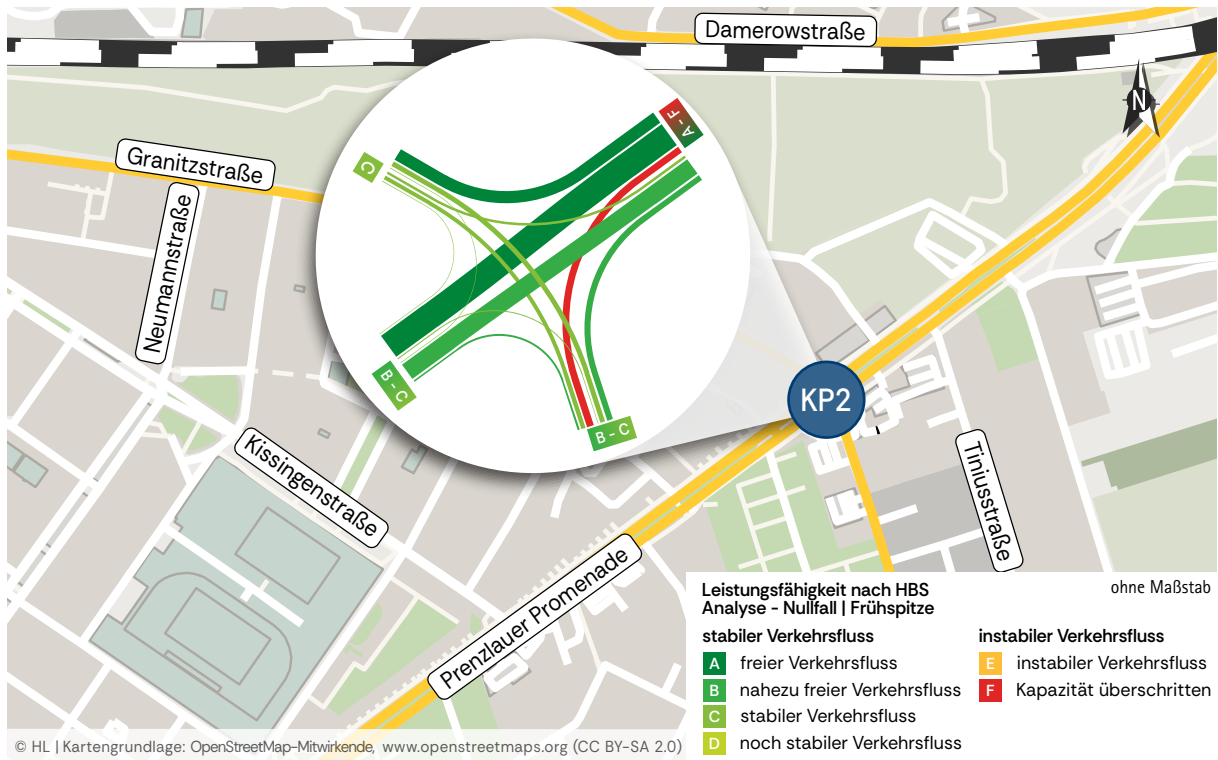 Damerowstraße
N
A - F
Granitzstraße
C
Neumannstraße
B - C
KP2
B - C
Kissingenstraße
Tiniusstraße
Prenzlauer Promenade
Leistungsfähigkeit nach HBS
Analyse - Nullfall | Frühspitze
ohne Maßstab
stabiler Verkehrsfluss
A freier Verkehrsfluss
B nahezu freier Verkehrsfluss
C stabiler Verkehrsfluss
D noch stabiler Verkehrsfluss
instabiler Verkehrsfluss
E instabiler Verkehrsfluss
F Kapazität überschritten
© HL | Kartengrundlage: OpenStreetMap-Mitwirkende, www.openstreetmaps.org (CC BY-SA 2.0)